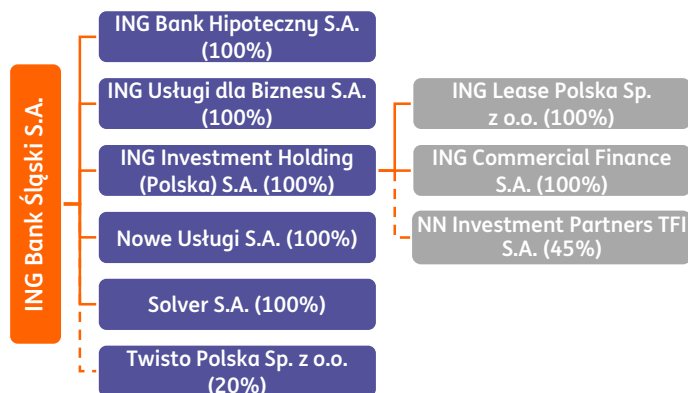 ING Bank Śląski S.A.
ING Bank Hipoteczny S.A.
(100%)
ING Usługi dla Biznesu S.A.
(100%)
ING Investment Holding
(Polska) S.A. (100%)
Nowe Usługi S.A. (100%)
Solver S.A. (100%)
Twisto Polska Sp. z o.o.
(20%)
ING Lease Polska Sp.
z o.o. (100%)
ING Commercial Finance
S.A. (100%)
NN Investment Partners TFI
S.A. (45%)